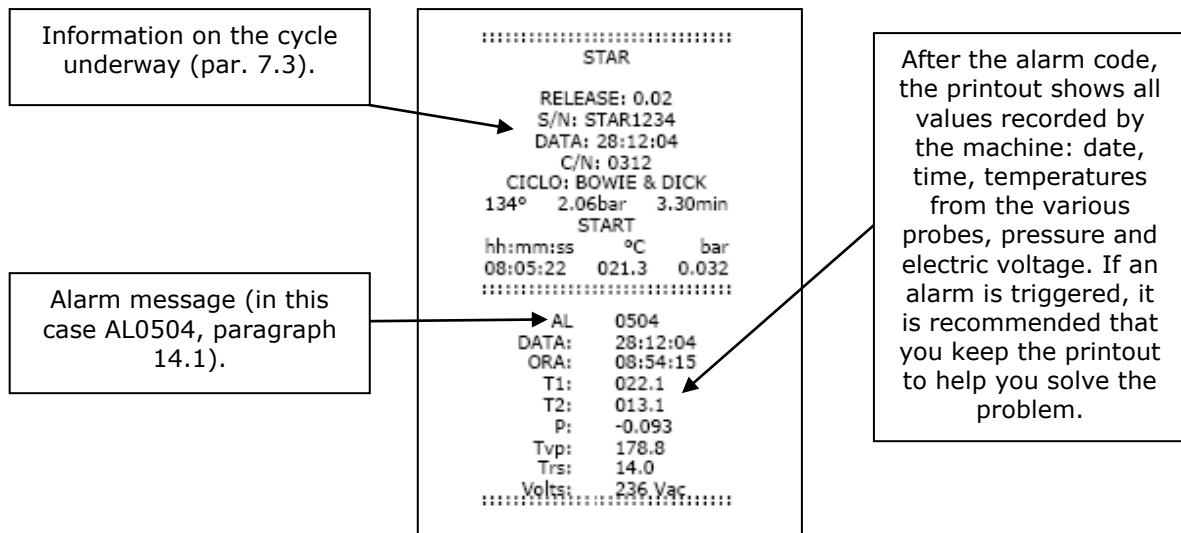 Information on the cycle
underway (par. 7.3).
Alarm message (in this
case AL0504, paragraph
14.1).
STAR
RELEASE: 0.02
S/N: STAR1234
DATA: 28:12:04
C/N: 0312
CICLO: BOWIE & DICK
134° 2.06bar 3.30min
START
hh:mm:ss °C bar
08:05:22 021.3 0.032
AL 0504
DATA: 28:12:04
ORA: 08:54:15
T1: 022.1
T2: 013.1
P: -0.093
Tvp: 178.8
Trs: 14.0
Volts: 236 Vac
After the alarm code,
the printout shows all
values recorded by
the machine: date,
time, temperatures
from the various
probes, pressure and
electric voltage. If an
alarm is triggered, it
is recommended that
you keep the printout
to help you solve the
problem.